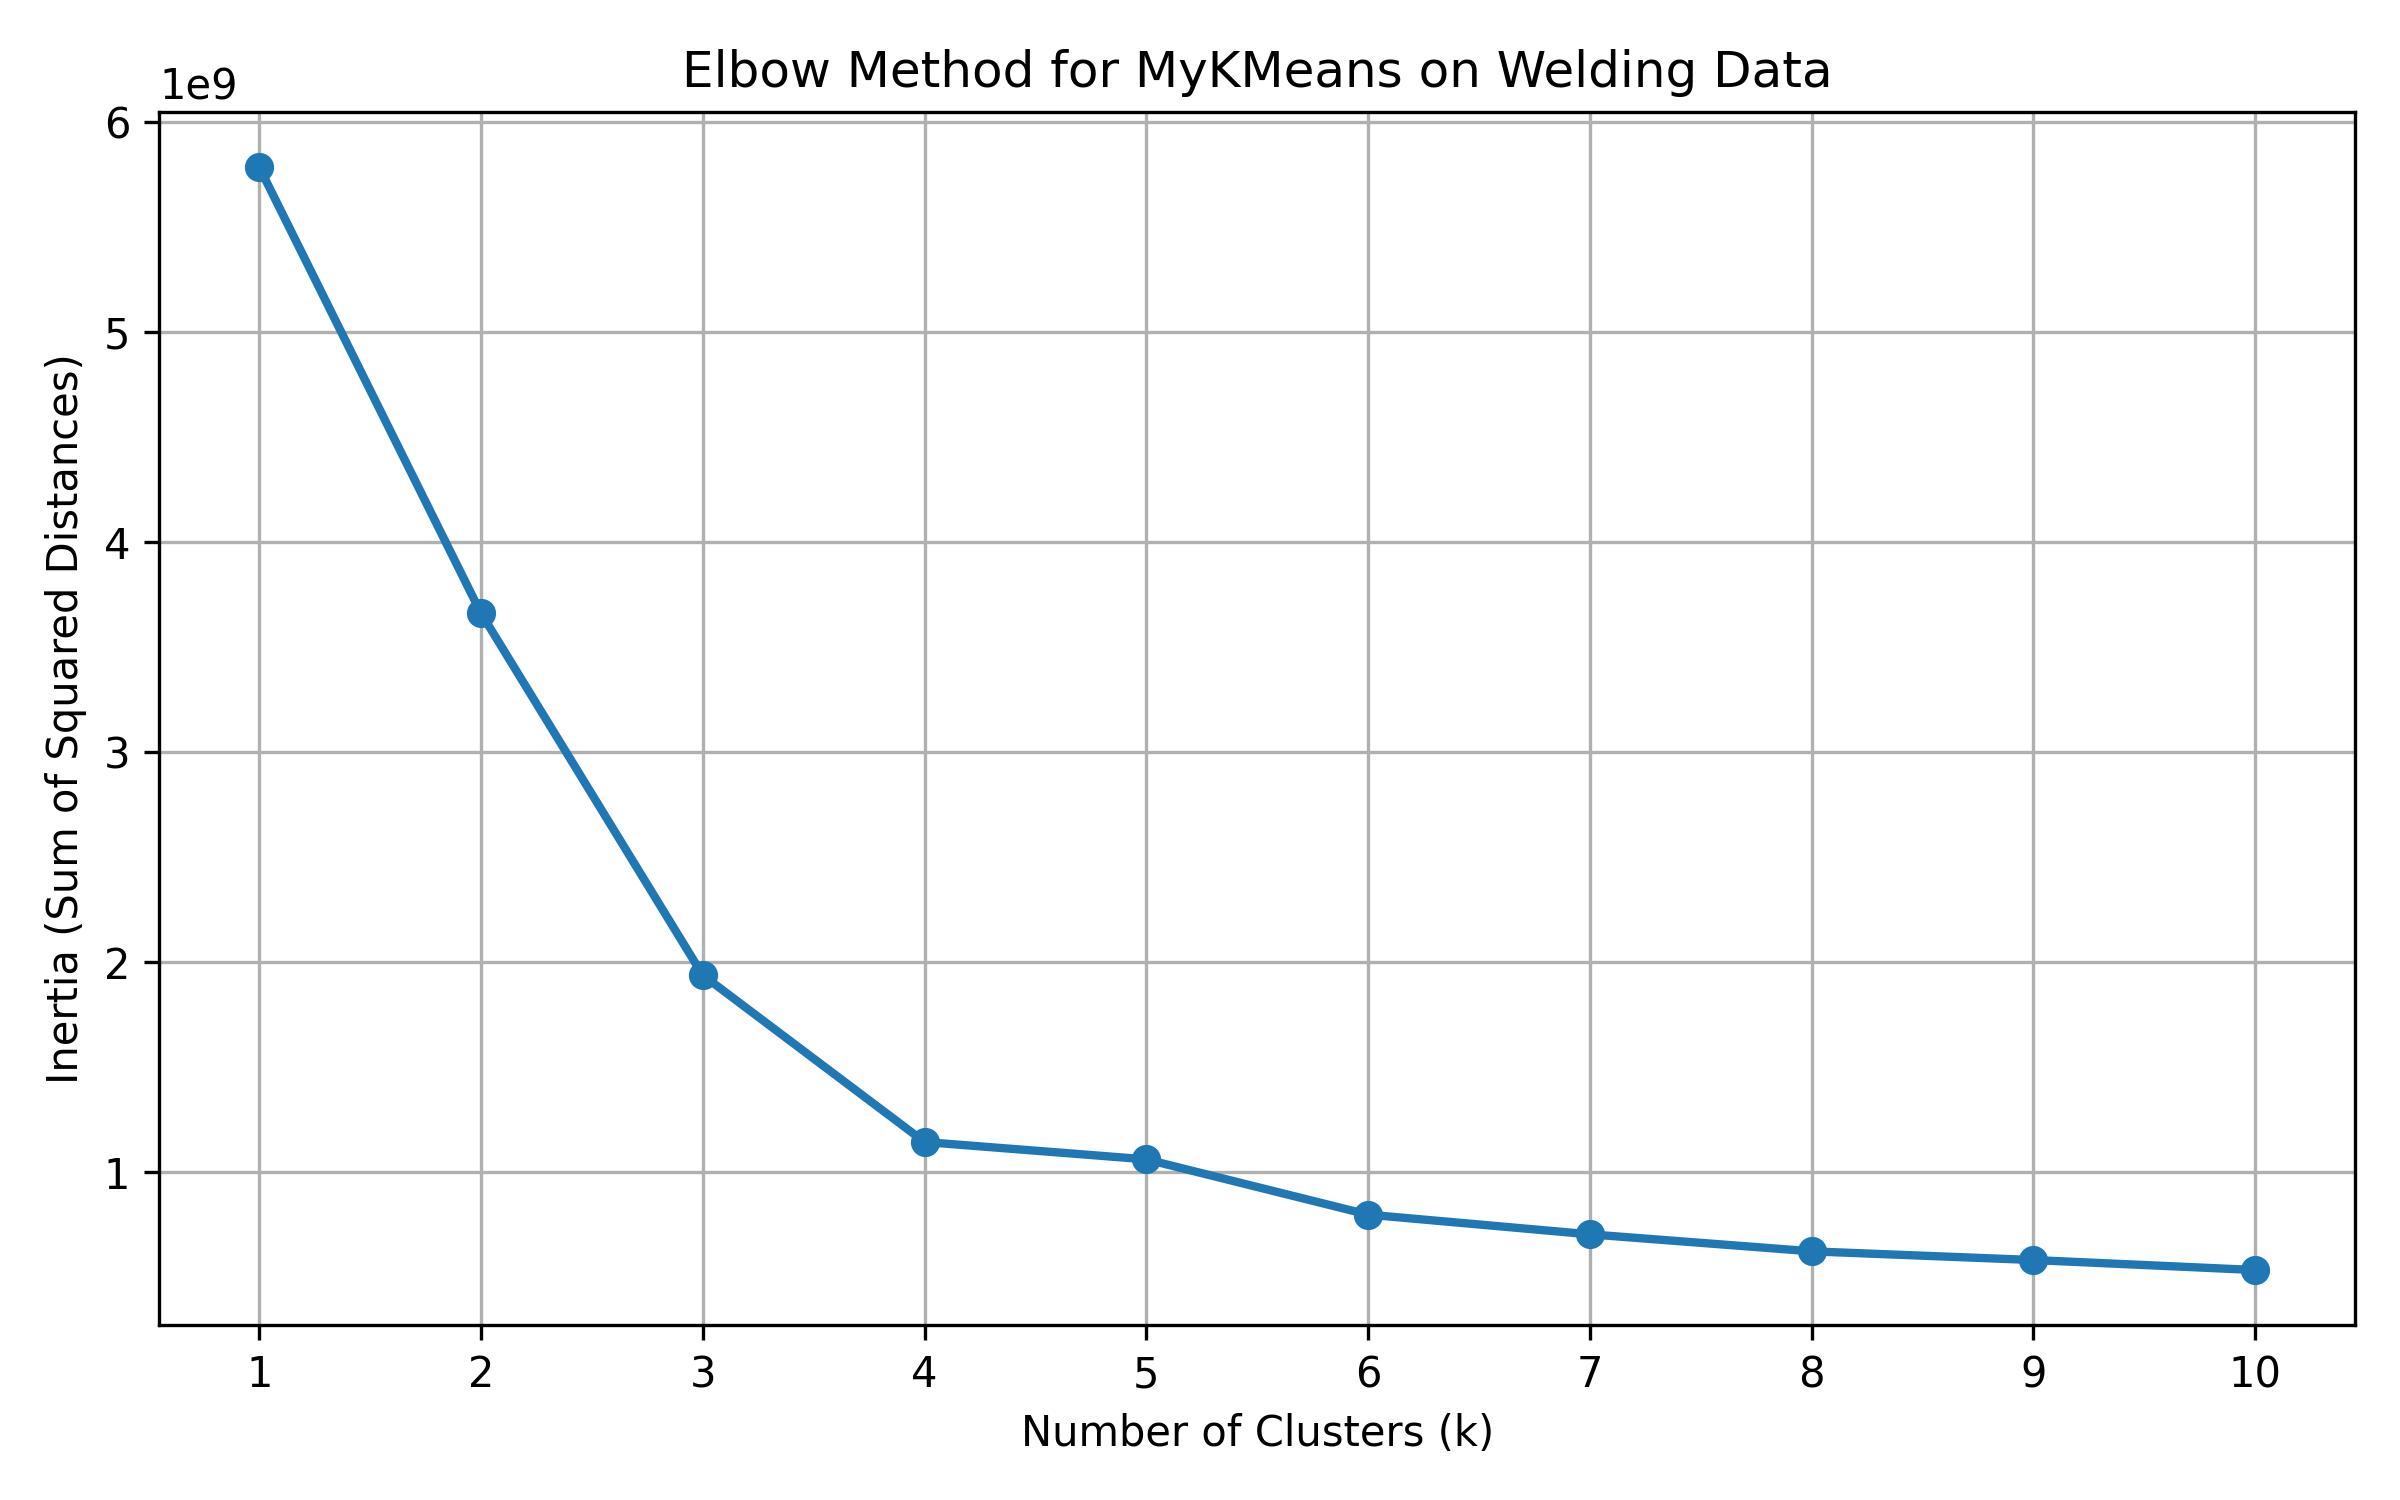 Elbow Method for MyKMeans on Welding Data
1e9
6
5
4
3
2
1
Inertia (Sum of Squared Distances)
1 2 3 4 5 6 7 8 9 10
Number of Clusters (k)